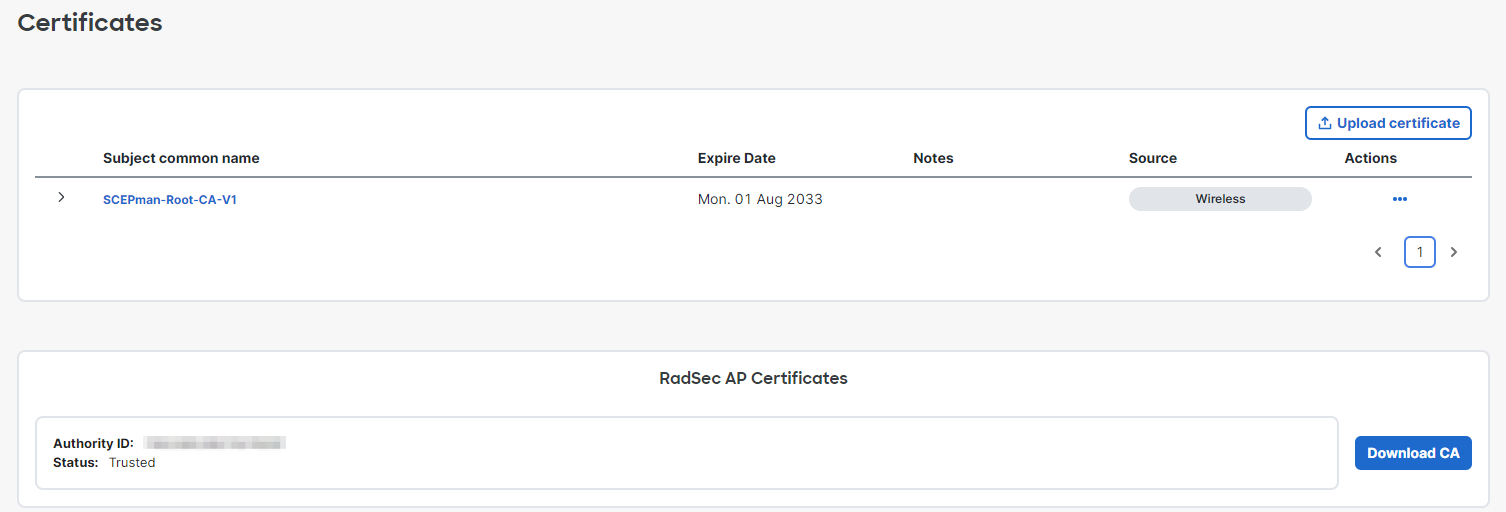 Certificates
Upload certificate
Subject common name Expire Date Notes Source Actions
SCEPman-Root-CA-V1 Mon. 01 Aug 2033 Wireless
1
RadSec AP Certificates
Authority ID:
Status: Trusted
Download CA